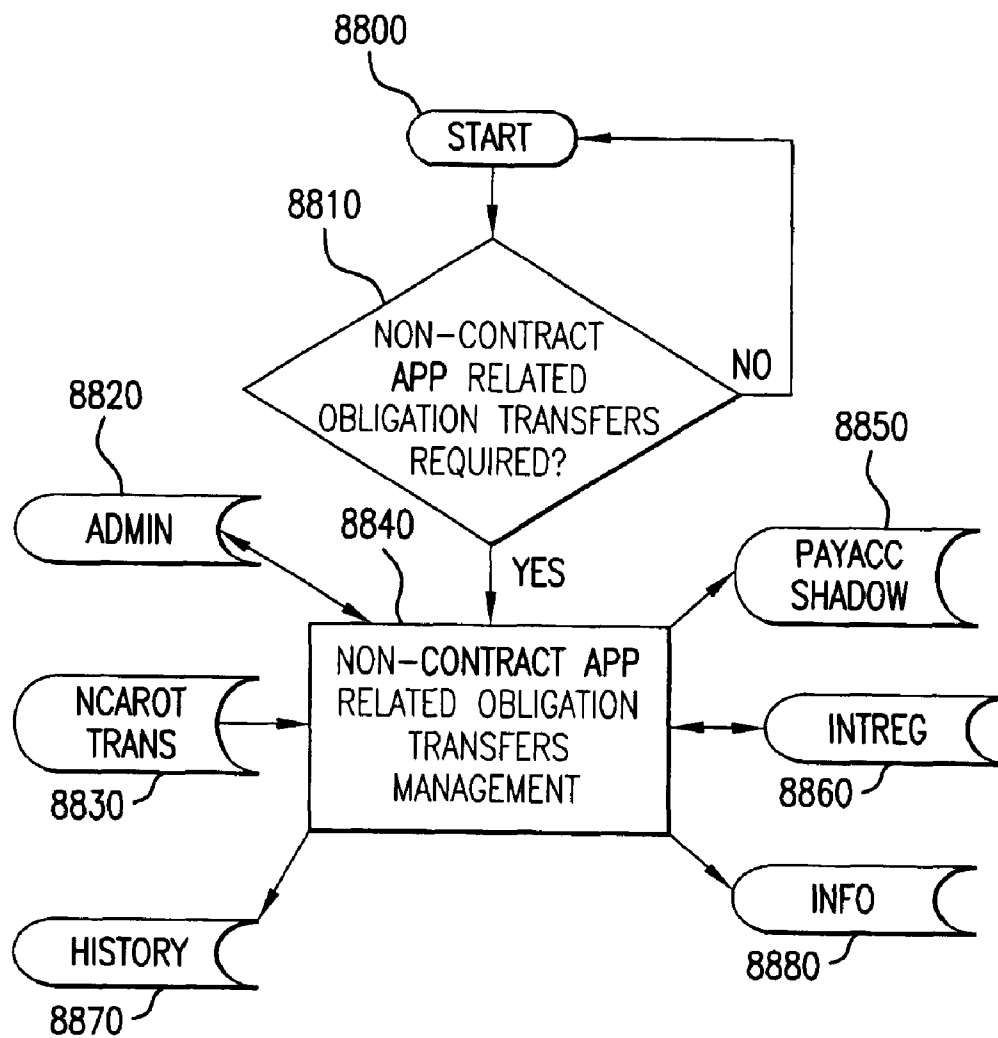 8800
START
8810
NON-CONTRACT
APP RELATED
OBLIGATION TRANSFERS
REQUIRED?
NO
8820
ADMIN
8840
YES
8850
PAYACC
SHADOW
NON-CONTRACT APP
RELATED OBLIGATION
TRANSFERS
MANAGEMENT
NCAROT
TRANS
8830
INTREG
8860
HISTORY
8870
INFO
8880